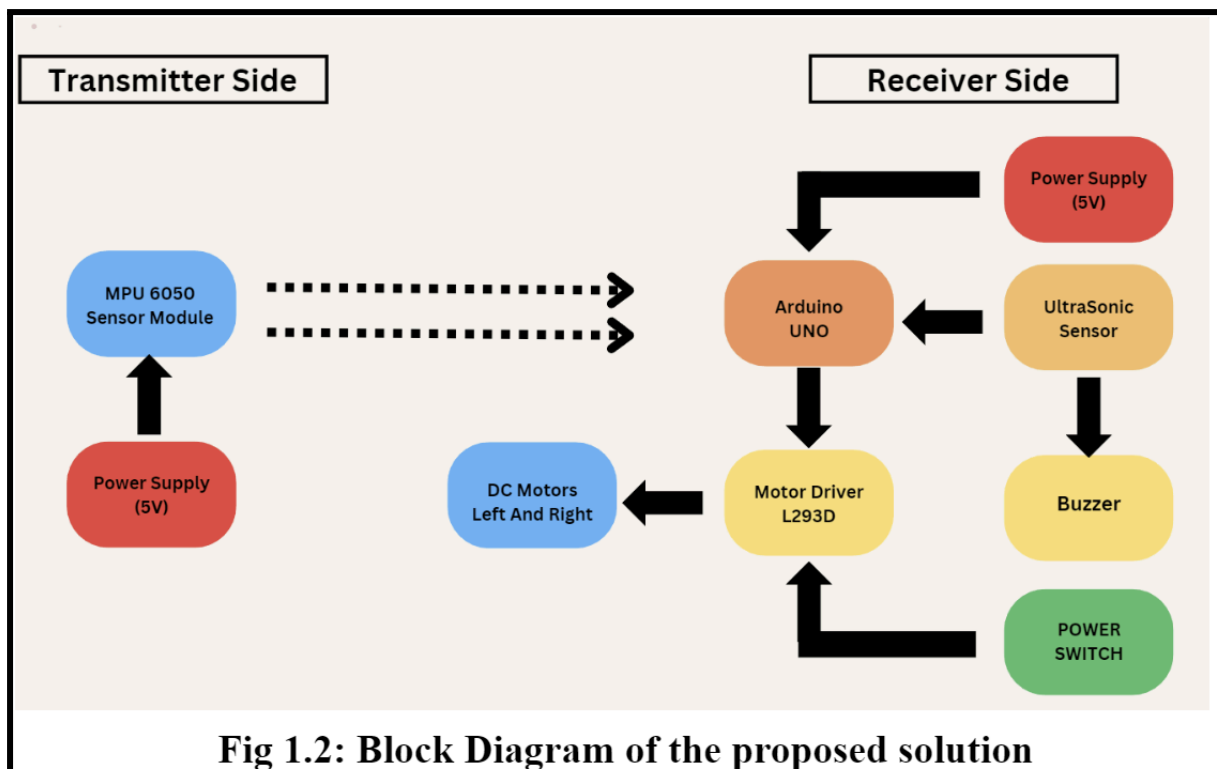 Transmitter Side
Receiver Side
Power Supply
(5V)
MPU 6050
Sensor Module
Arduino
UNO
UltraSonic
Sensor
Power Supply
(5V)
DC Motors
Left And Right
Motor Driver
L293D
Buzzer
POWER
SWITCH
Fig 1.2: Block Diagram of the proposed solution